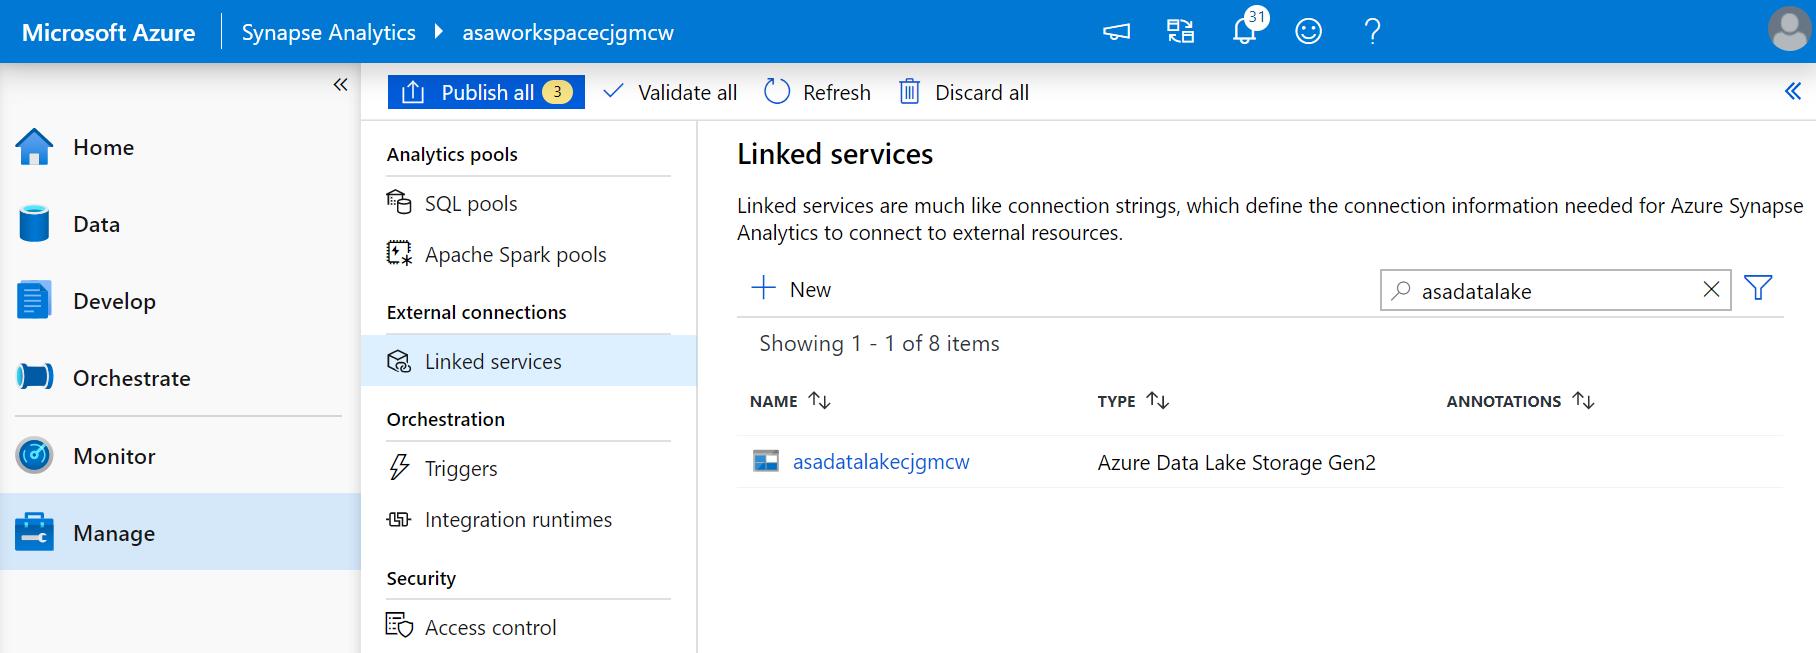 Microsoft Azure
Synapse Analytics
asaworkspacecjgmcw
31
Home
Data
Develop
Orchestrate
Monitor
Manage
Publish all 3
Validate all
Refresh
Discard all
Analytics pools
SQL pools
Apache Spark pools
External connections
Linked services
Orchestration
Triggers
Integration runtimes
Security
Access control
Linked services
Linked services are much like connection strings, which define the connection information needed for Azure Synapse
Analytics to connect to external resources.
New
asadatalake
Showing 1 - 1 of 8 items
NAME TYPE ANNOTATIONS
asadatalakecjgmcw Azure Data Lake Storage Gen2